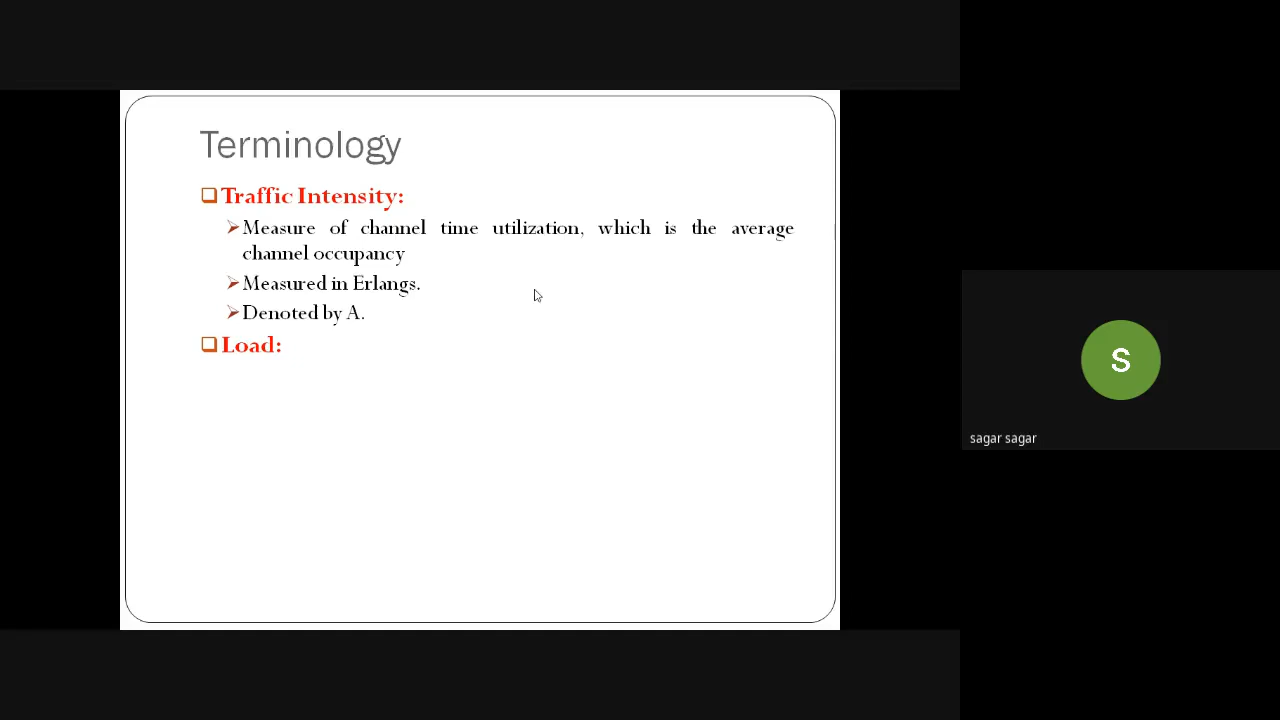 Terminology
Traffic Intensity:
Measure of channel time utilization, which is the average
channel occupancy
Measured in Erlangs.
Denoted by A.
Load:
S
sagar sagar